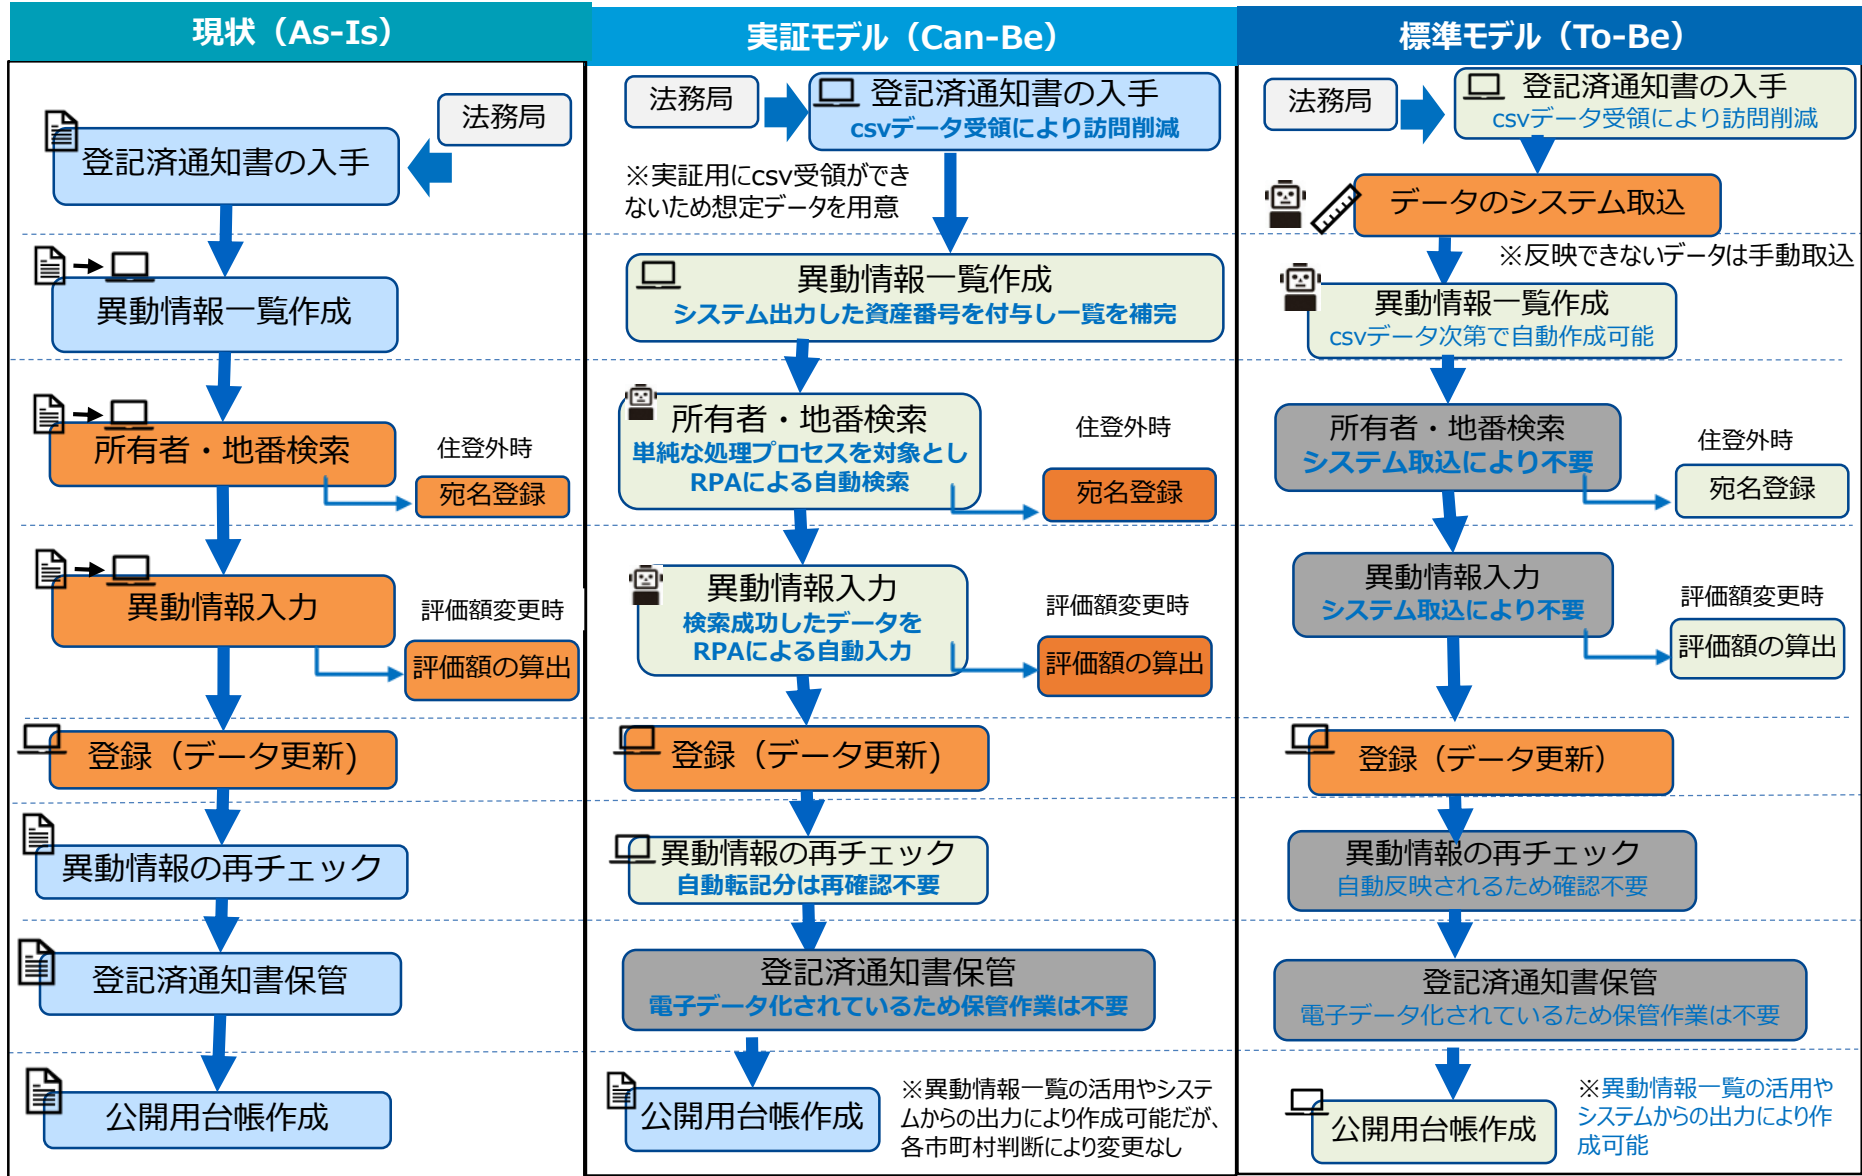 現状（As-Is）
法務局
登記済通知書の入手
異動情報一覧作成
所有者・地番検索
住登外時
宛名登録
異動情報入力
評価額変更時
評価額の算出
登録（データ更新)
異動情報の再チェック
登記済通知書保管
公開用台帳作成
実証モデル（Can-Be）
法務局
登記済通知書の入手
csvデータ受領により訪問削減
※実証用にcsv受領ができ
ないため想定データを用意
異動情報一覧作成
システム出力した資産番号を付与し一覧を補完
所有者・地番検索
単純な処理プロセスを対象とし
RPAによる自動検索
住登外時
宛名登録
異動情報入力
検索成功したデータを
RPAによる自動入力
評価額変更時
評価額の算出
登録（データ更新)
異動情報の再チェック
自動転記分は再確認不要
登記済通知書保管
電子データ化されているため保管作業は不要
公開用台帳作成
※異動情報一覧の活用やシステ
ムからの出力により作成可能だが、
各市町村判断により変更なし
標準モデル（To-Be）
法務局
登記済通知書の入手
csvデータ受領により訪問削減
データのシステム取込
※反映できないデータは手動取込
異動情報一覧作成
csvデータ次第で自動作成可能
所有者・地番検索
システム取込により不要
住登外時
宛名登録
異動情報入力
システム取込により不要
評価額変更時
評価額の算出
登録（データ更新）
異動情報の再チェック
自動反映されるため確認不要
登記済通知書保管
電子データ化されているため保管作業は不要
公開用台帳作成
※異動情報一覧の活用や
システムからの出力により作
成可能